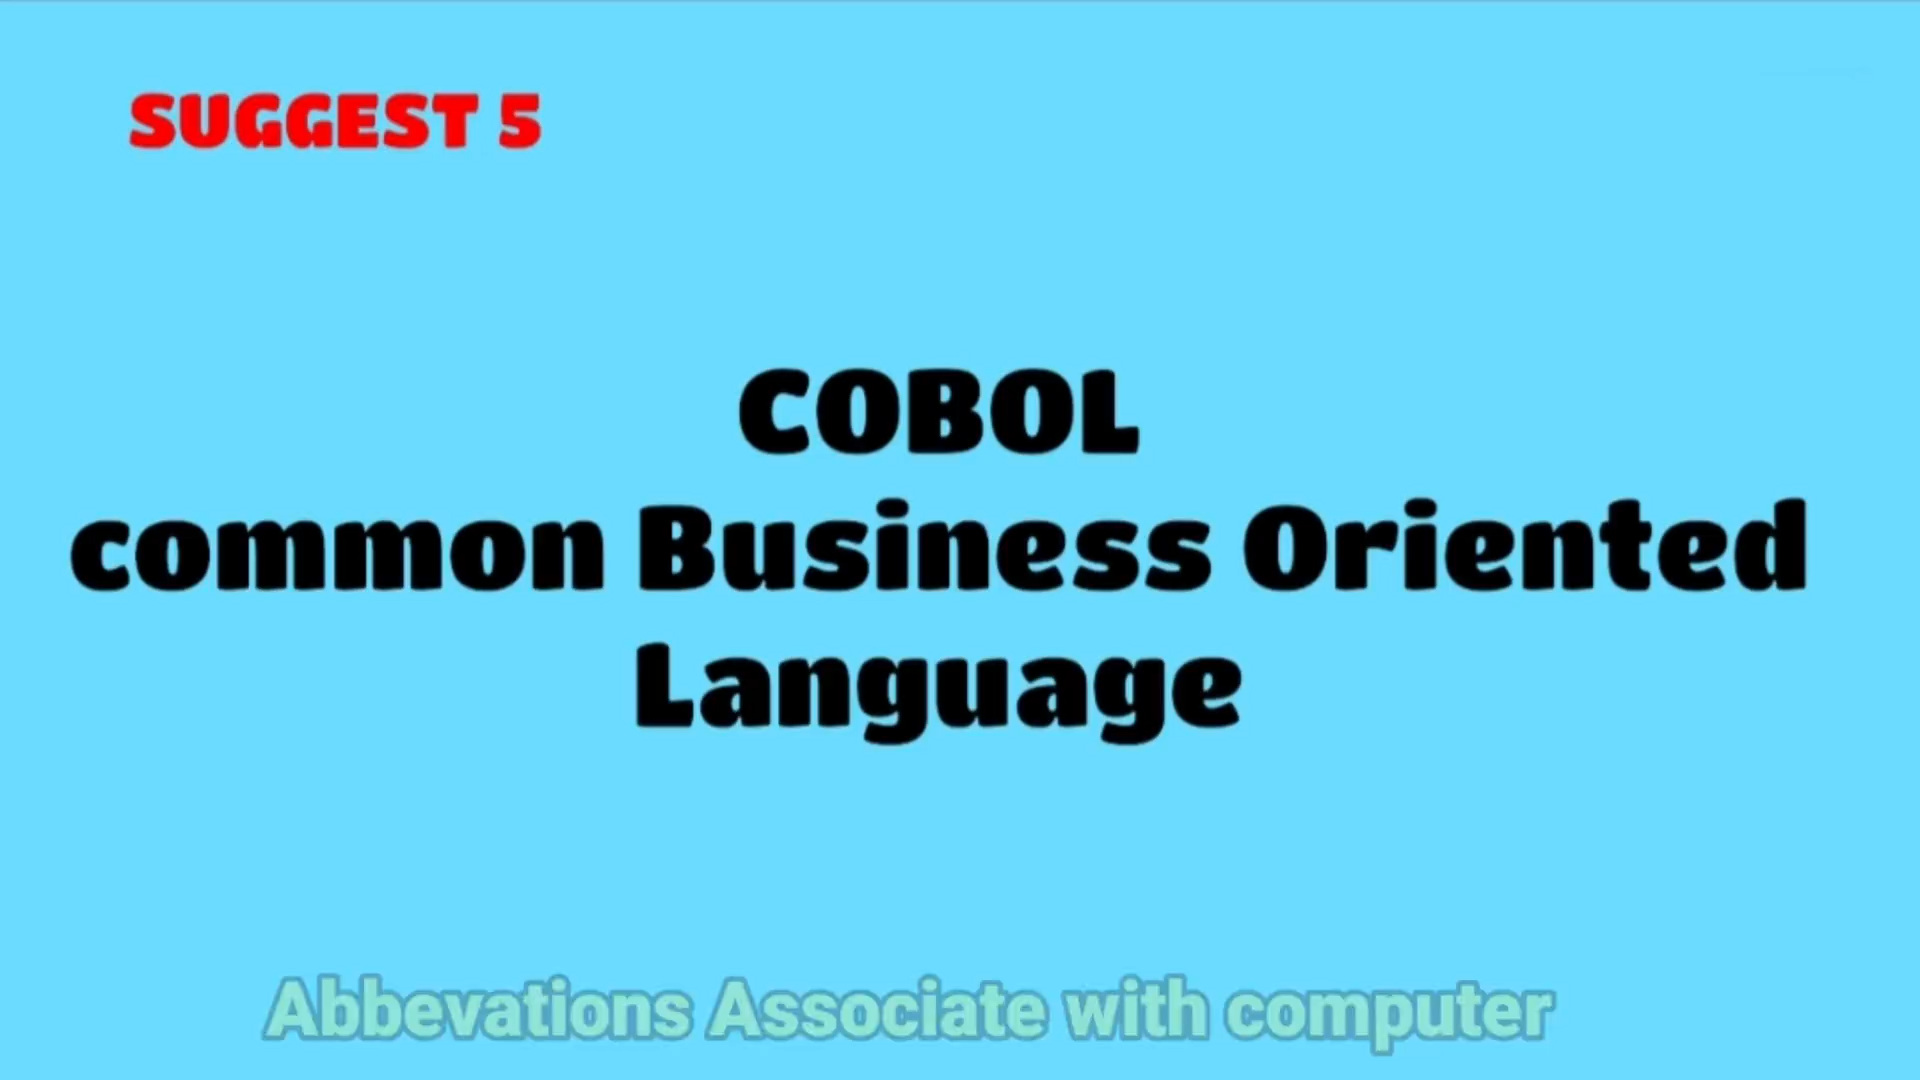 SUGGEST 5
COBOL
common Business Oriented
Language
Abbevations Associate with computer